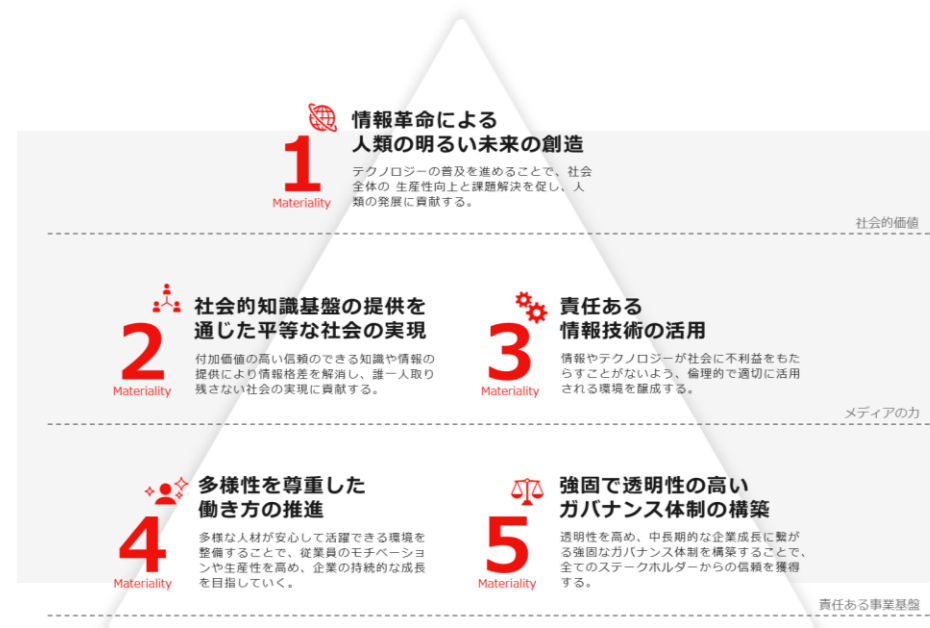 1
Materiality
情報革命による
人類の明るい未来の創造
テクノロジーの普及を進めることで、社会
全体の 生産性向上と課題解決を促し、人
類の発展に貢献する。
社会的価値
2
Materiality
社会的知識基盤の提供を
通じた平等な社会の実現
付加価値の高い信頼のできる知識や情報の
提供により情報格差を解消し、誰一人取り
残さない社会の実現に貢献する。
3
Materiality
責任ある
情報技術の活用
情報やテクノロジーが社会に不利益をもた
らすことがないよう、倫理的で適切に活用
される環境を醸成する。
メディアの力
4
Materiality
多様性を尊重した
働き方の推進
多様な人材が安心して活躍できる環境を
整備することで、従業員のモチベーショ
ンや生産性を高め、企業の持続的な成長
を目指していく。
5
Materiality
強固で透明性の高い
ガバナンス体制の構築
透明性を高め、中長期的な企業成長に繋が
る強固なガバナンス体制を構築することで、
全てのステークホルダーからの信頼を獲得
する。
責任ある事業基盤